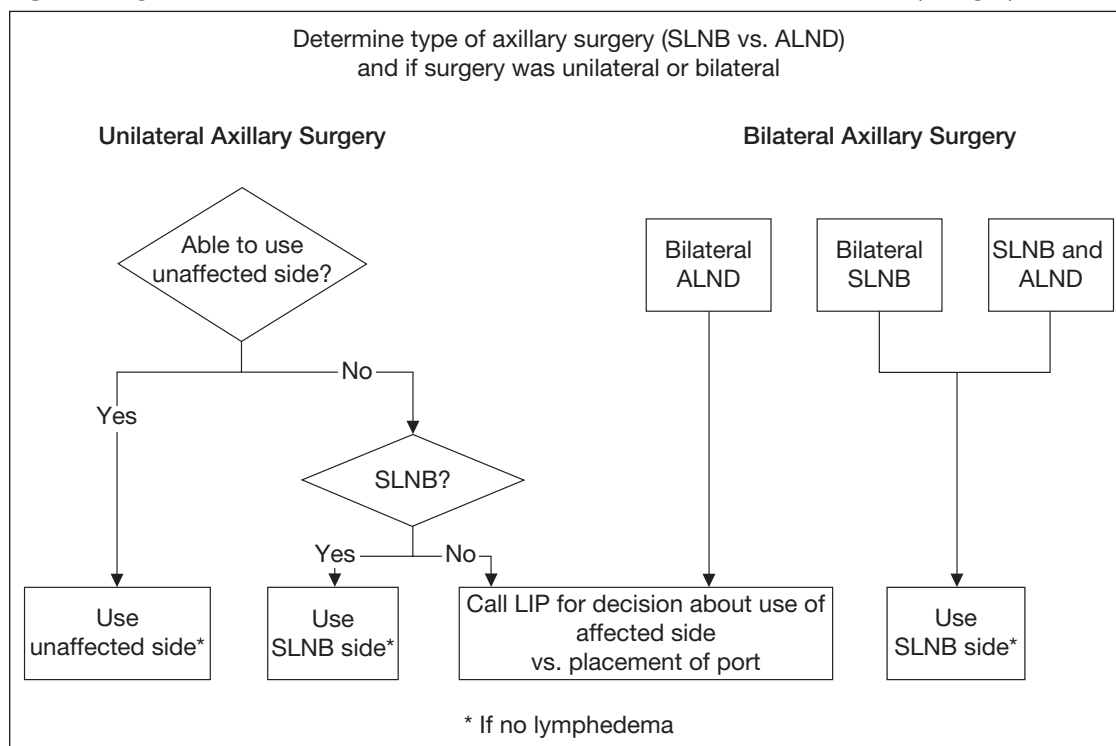 Determine type of axillary surgery (SLNB vs. ALND)
and if surgery was unilateral or bilateral
Unilateral Axillary Surgery
Bilateral Axillary Surgery
Able to use
unaffected side?
Bilateral
ALND
Bilateral
SLNB
SLNB and
ALND
No
Yes
SLNB?
Yes
No
Use
unaffected side*
Use
SLNB side*
Call LIP for decision about use of
affected side
vs. placement of port
Use
SLNB side*
* If no lymphedema